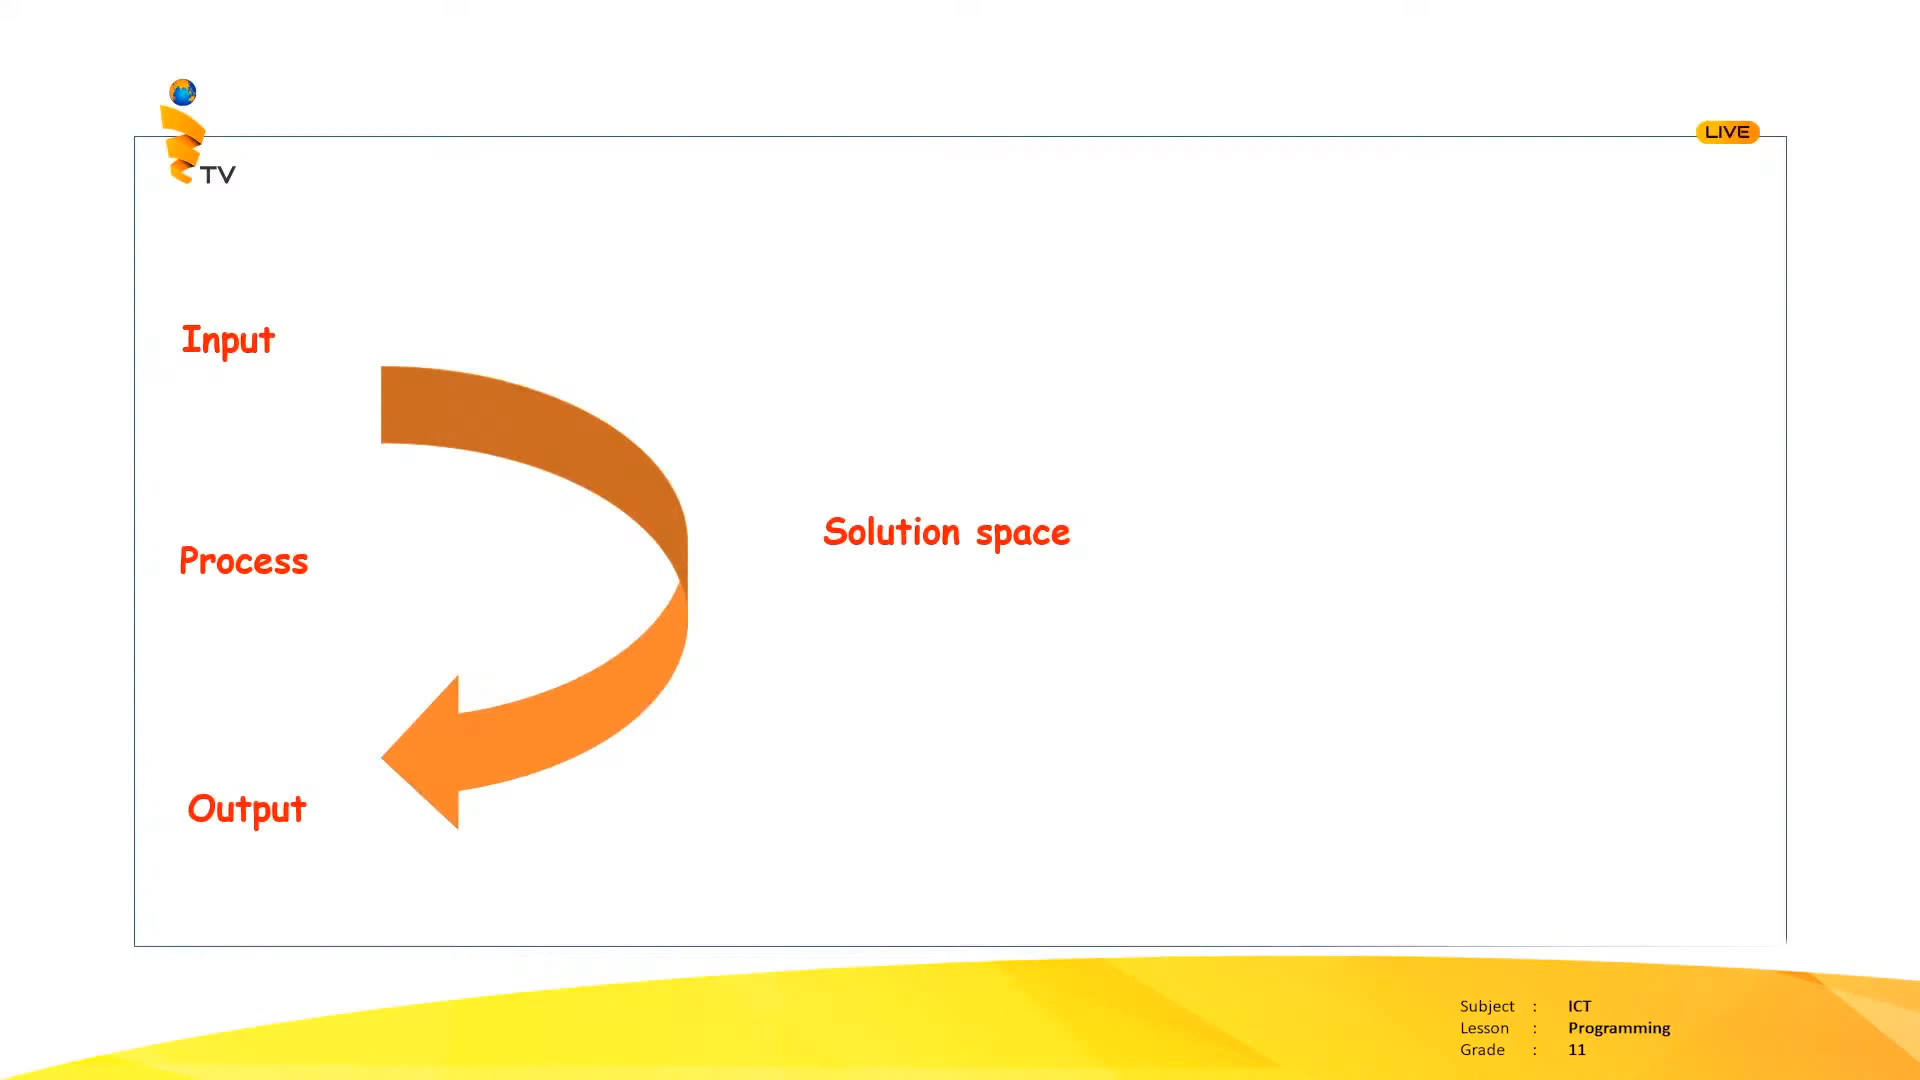 TV
LIVE
Input
Process
Output
Solution space
Subject : ICT
Lesson : Programming
Grade : 11